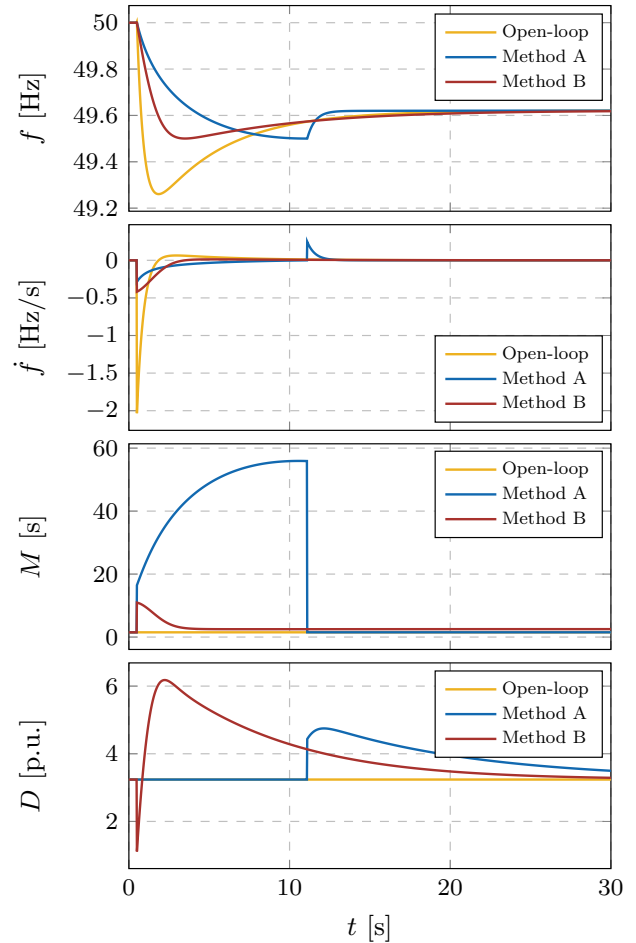 50
49.8
49.6
49.4
49.2
f [Hz]
Open-loop
Method A
Method B
0
−0.5
−1
−1.5
−2
ḟ [Hz/s]
Open-loop
Method A
Method B
60
40
20
0
M [s]
Open-loop
Method A
Method B
6
4
2
D [p.u.]
Open-loop
Method A
Method B
0
10
20
30
t [s]